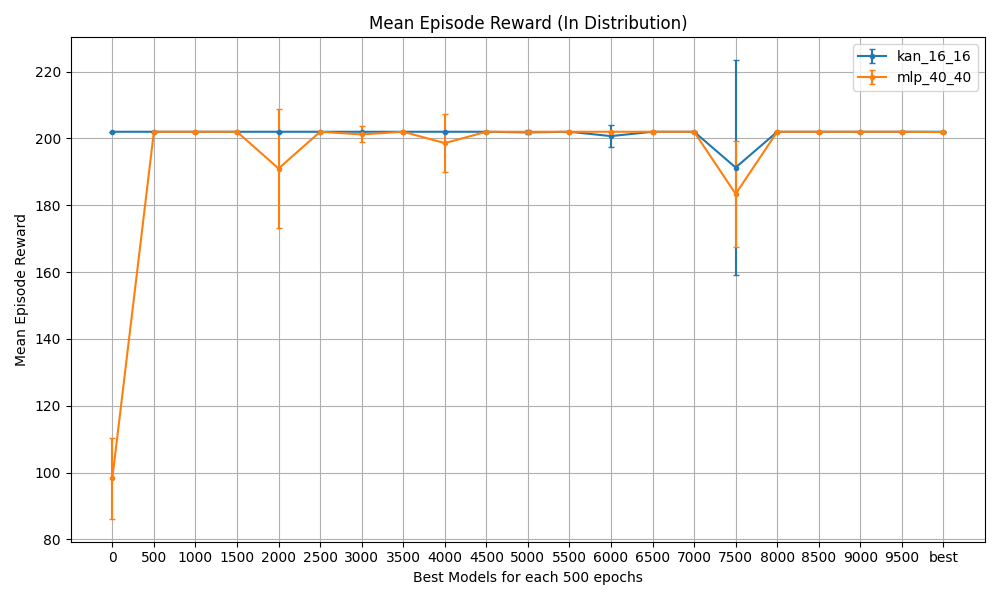 Mean Episode Reward (In Distribution)
kan_16_16
mlp_40_40
Mean Episode Reward
220
200
180
160
140
120
100
80
0 500 1000 1500 2000 2500 3000 3500 4000 4500 5000 5500 6000 6500 7000 7500 8000 8500 9000 9500 best
Best Models for each 500 epochs